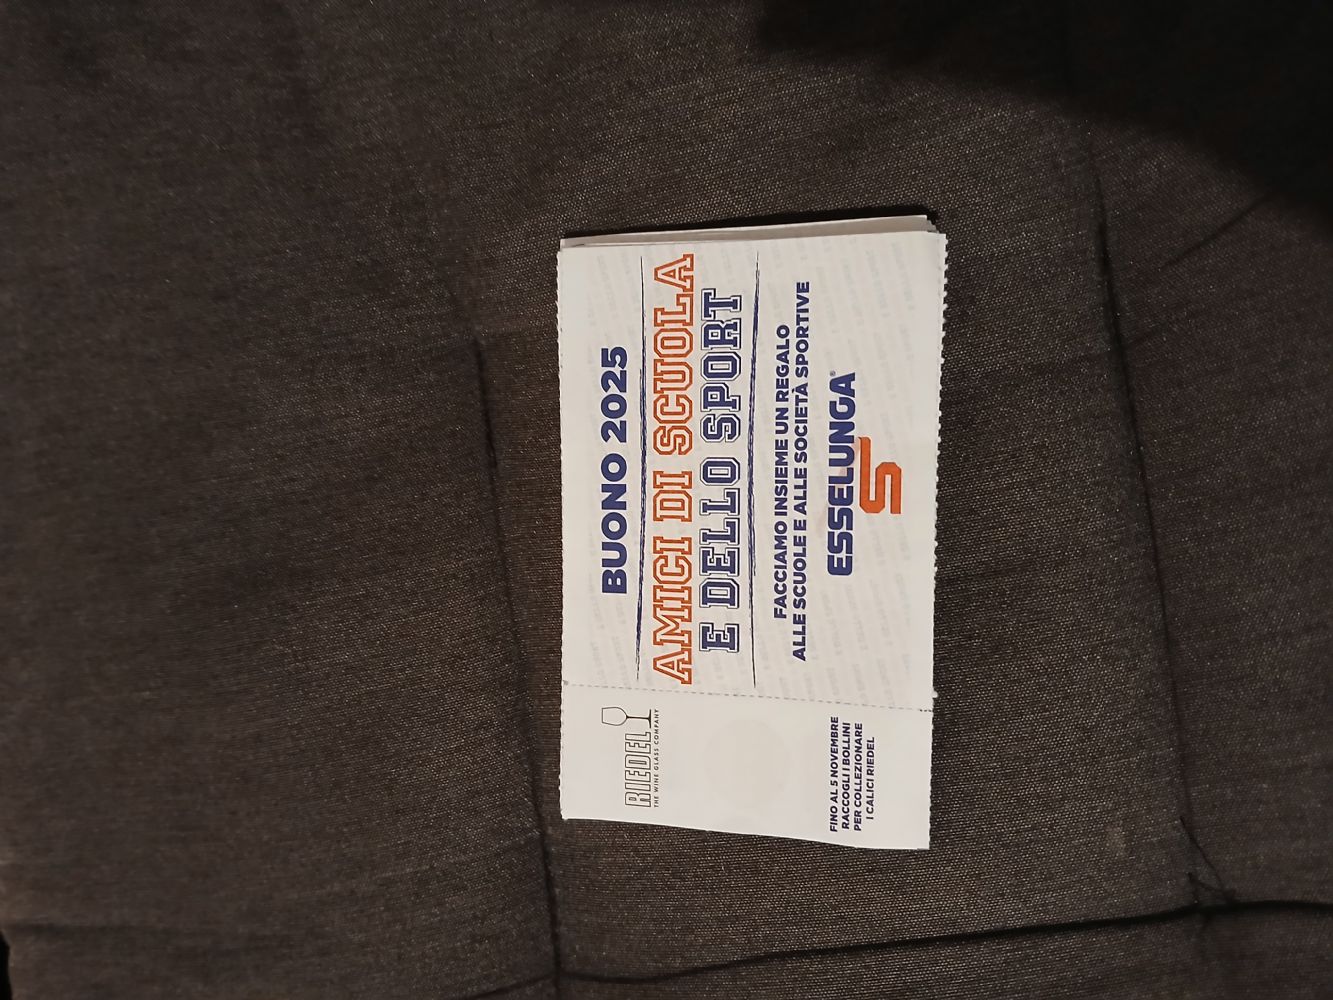 BUONO 2025
AMICI DI SCUOLA
E DELLO SPORT
FACCIAMO INSIEME UN REGALO
ALLE SCUOLE E ALLE SOCIETÀ SPORTIVE
ESSELUNGA®
S
RIEDEL
THE WINE GLASS COMPANY
FINO AL 5 NOVEMBRE
RACCOGLI I BOLLINI
PER COLLEZIONARE
I CALICI RIEDEL